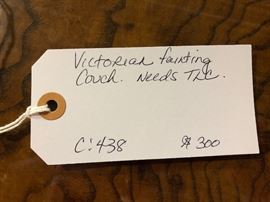 Victorian fainting
Couch. Needs TLC.
C:438 $300